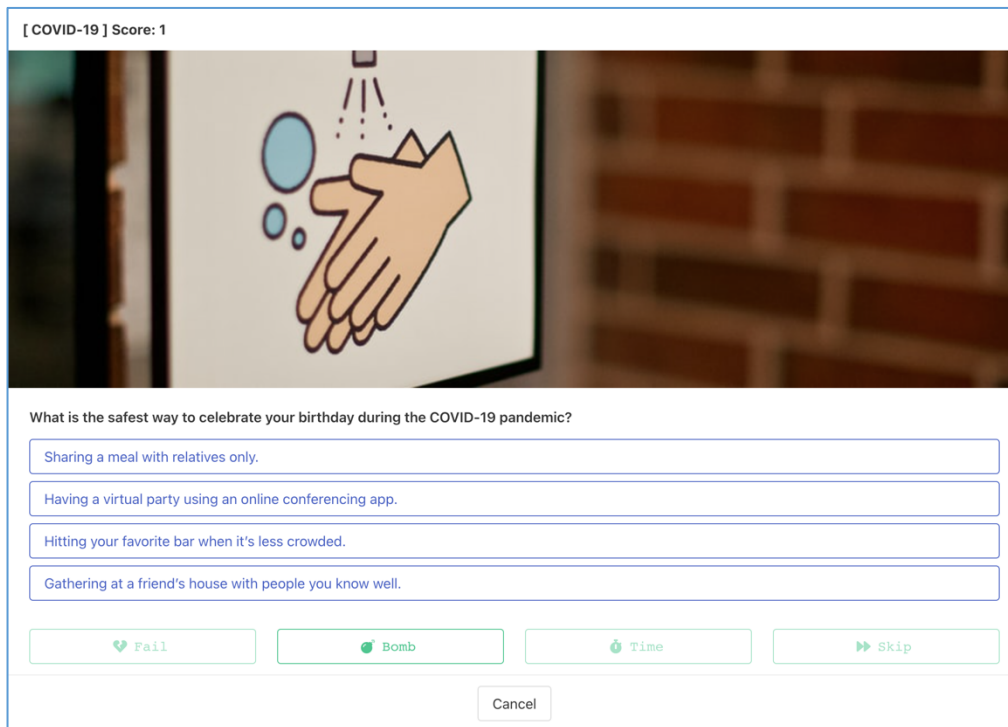 [ COVID-19 ] Score: 1
What is the safest way to celebrate your birthday during the COVID-19 pandemic?
Sharing a meal with relatives only.
Having a virtual party using an online conferencing app.
Hitting your favorite bar when it’s less crowded.
Gathering at a friend’s house with people you know well.
Fail Bomb Time Skip
Cancel